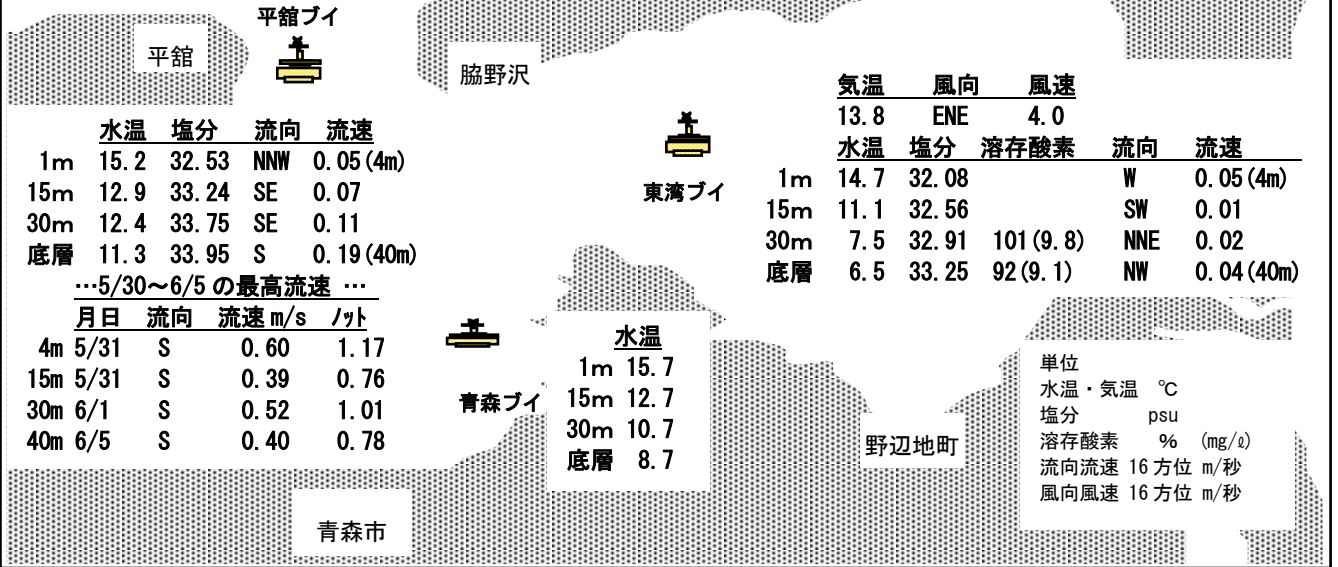 平舘ブイ
平舘
脇野沢
水温 塩分 流向 流速
1m 15.2 32.53 NNW 0.05(4m)
15m 12.9 33.24 SE 0.07
30m 12.4 33.75 SE 0.11
底層 11.3 33.95 S 0.19(40m)
…5/30～6/5の最高流速 …
月日 流向 流速m/s ﾉｯﾄ
4m 5/31 S 0.60 1.17
15m 5/31 S 0.39 0.76
30m 6/1 S 0.52 1.01
40m 6/5 S 0.40 0.78
東湾ブイ
気温 風向 風速
13.8 ENE 4.0
水温 塩分 溶存酸素 流向 流速
1m 14.7 32.08 W 0.05(4m)
15m 11.1 32.56 SW 0.01
30m 7.5 32.91 101(9.8) NNE 0.02
底層 6.5 33.25 92(9.1) NW 0.04(40m)
青森ブイ
水温
1m 15.7
15m 12.7
30m 10.7
底層 8.7
野辺地町
青森市
単位
水温・気温 ℃
塩分 psu
溶存酸素 % (mg/ℓ)
流向流速 16方位 m/秒
風向風速 16方位 m/秒